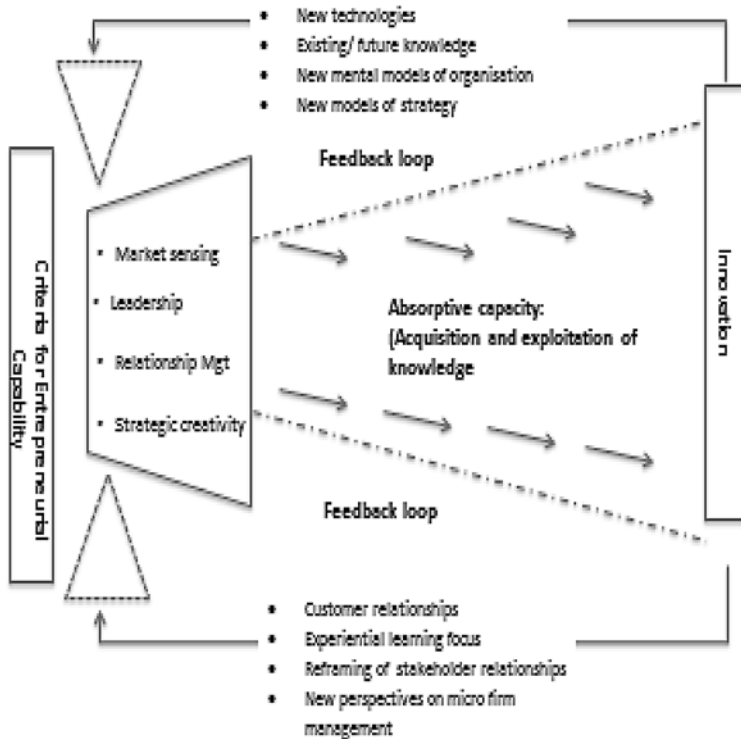 • New technologies
• Existing/ future knowledge
• New mental models of organisation
• New models of strategy
Feedback loop
Criteria for Entrepreneurial
Capability
• Market sensing
• Leadership
• Relationship Mgt
• Strategic creativity
Absorptive capacity:
(Acquisition and exploitation of
knowledge
Innovation
Feedback loop
• Customer relationships
• Experiential learning focus
• Reframing of stakeholder relationships
• New perspectives on micro firm
management